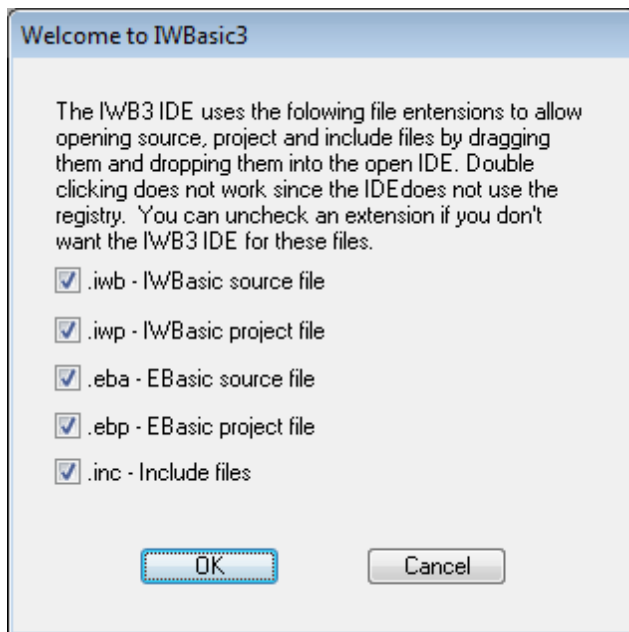 Welcome to IWBasic3
The IWB3 IDE uses the folowing file entensions to allow
opening source, project and include files by dragging
them and dropping them into the open IDE. Double
clicking does not work since the IDEdoes not use the
registry.  You can uncheck an extension if you don't
want the IWB3 IDE for these files.
.iwb - IWBasic source file
.iwp - IWBasic project file
.eba - EBasic source file
.ebp - EBasic project file
.inc - Include files
OK
Cancel